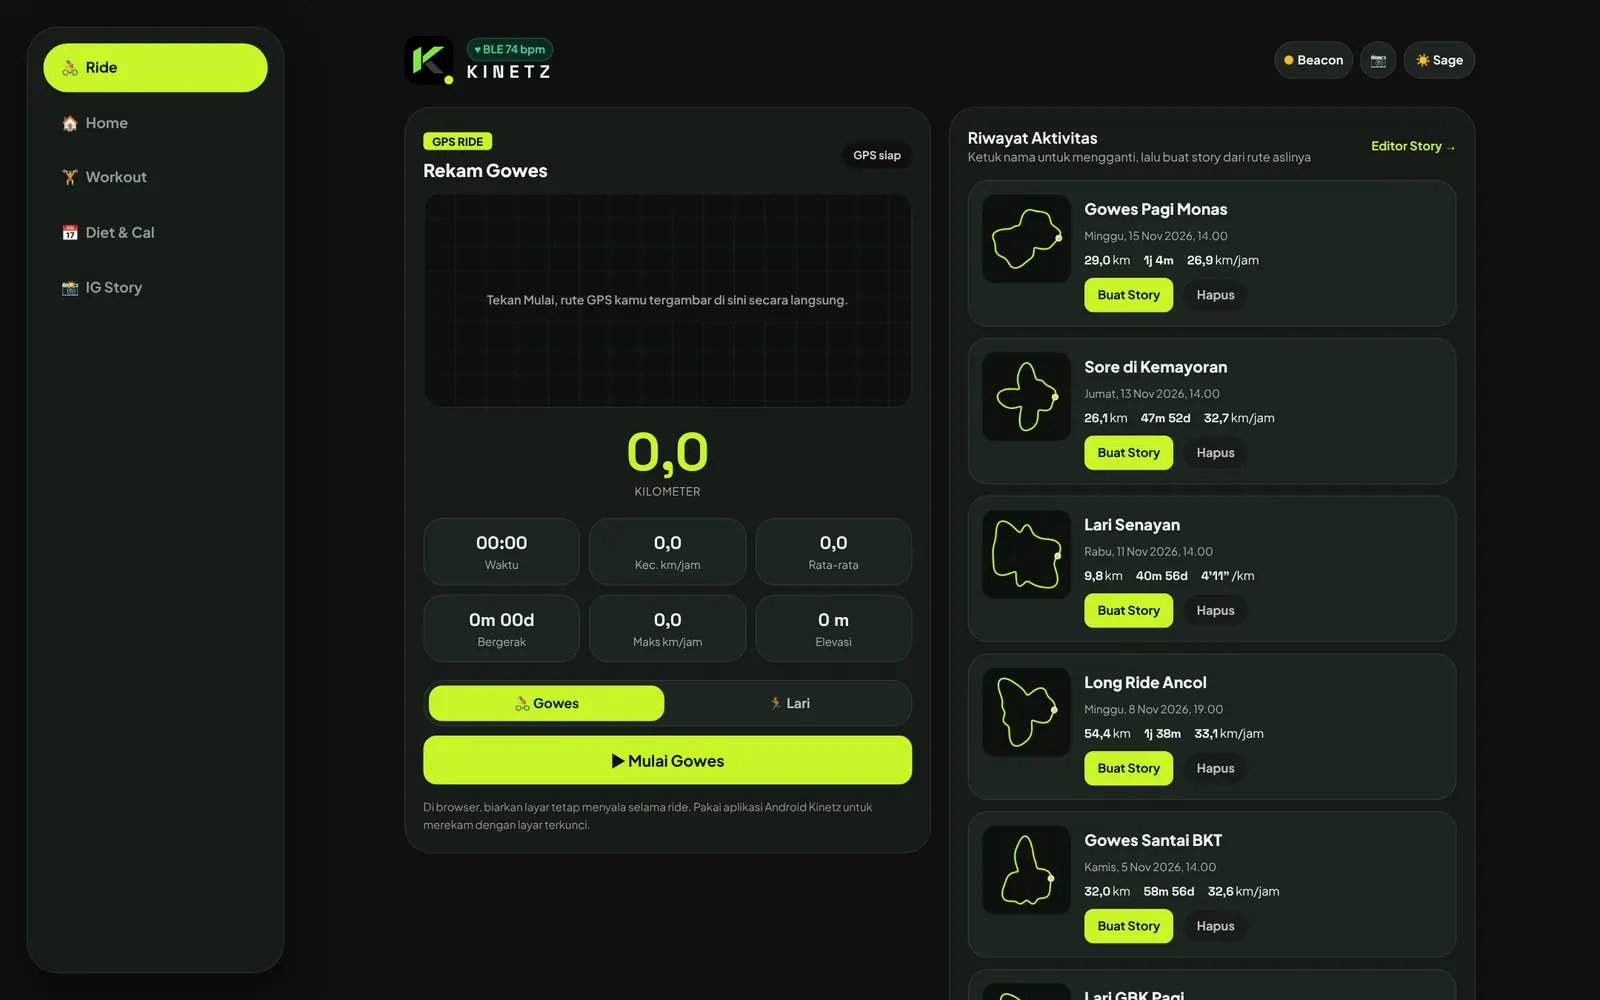 Ride
Home
Workout
Diet & Cal
IG Story
♥ BLE 74 bpm
KINETZ
Beacon
Sage
GPS RIDE
Rekam Gowes
GPS siap
Tekan Mulai, rute GPS kamu tergambar di sini secara langsung.
0,0
KILOMETER
00:00
Waktu
0,0
Kec. km/jam
0,0
Rata-rata
0m 00d
Bergerak
0,0
Maks km/jam
0 m
Elevasi
Gowes
Lari
▶ Mulai Gowes
Di browser, biarkan layar tetap menyala selama ride. Pakai aplikasi Android Kinetz untuk
merekam dengan layar terkunci.
Riwayat Aktivitas
Ketuk nama untuk mengganti, lalu buat story dari rute aslinya
Editor Story →
Gowes Pagi Monas
Minggu, 15 Nov 2026, 14.00
29,0 km 1j 4m 26,9 km/jam
Buat Story Hapus
Sore di Kemayoran
Jumat, 13 Nov 2026, 14.00
26,1 km 47m 52d 32,7 km/jam
Buat Story Hapus
Lari Senayan
Rabu, 11 Nov 2026, 14.00
9,8 km 40m 56d 4'11" /km
Buat Story Hapus
Long Ride Ancol
Minggu, 8 Nov 2026, 19.00
54,4 km 1j 38m 33,1 km/jam
Buat Story Hapus
Gowes Santai BKT
Kamis, 5 Nov 2026, 14.00
32,0 km 58m 56d 32,6 km/jam
Buat Story Hapus
Lari GBK Pagi